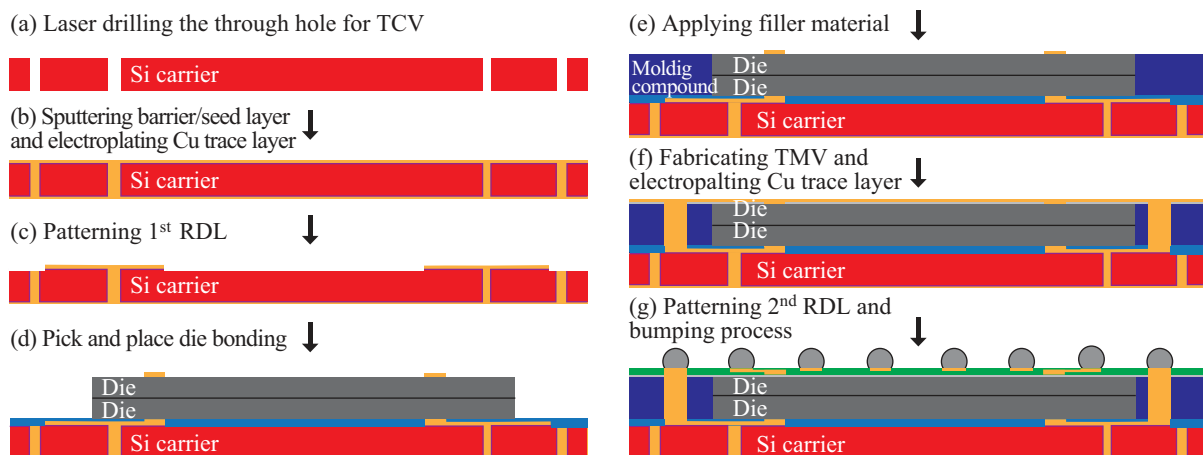 (a) Laser drilling the through hole for TCV
Si carrier
(b) Sputtering barrier/seed layer
and electroplating Cu trace layer
Si carrier
(c) Patterning 1st RDL
Si carrier
(d) Pick and place die bonding
Die
Die
Si carrier
(e) Applying filler material
Moldig
compound
Die
Die
Si carrier
(f) Fabricating TMV and
electropalting Cu trace layer
Die
Die
Si carrier
(g) Patterning 2nd RDL and
bumping process
Die
Die
Si carrier